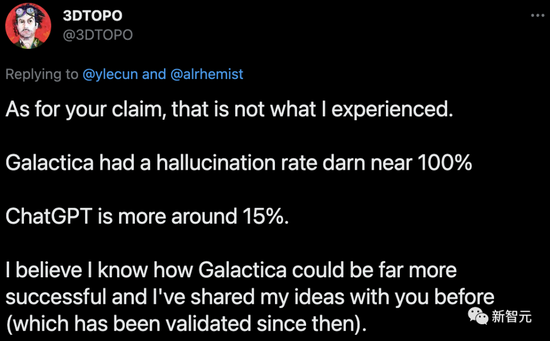 3DTOPO
@3DTOPO
Replying to @ylecun and @alrhemist
As for your claim, that is not what I experienced.
Galactica had a hallucination rate darn near 100%
ChatGPT is more around 15%.
I believe I know how Galactica could be far more
successful and I've shared my ideas with you before
(which has been validated since then).
新智元